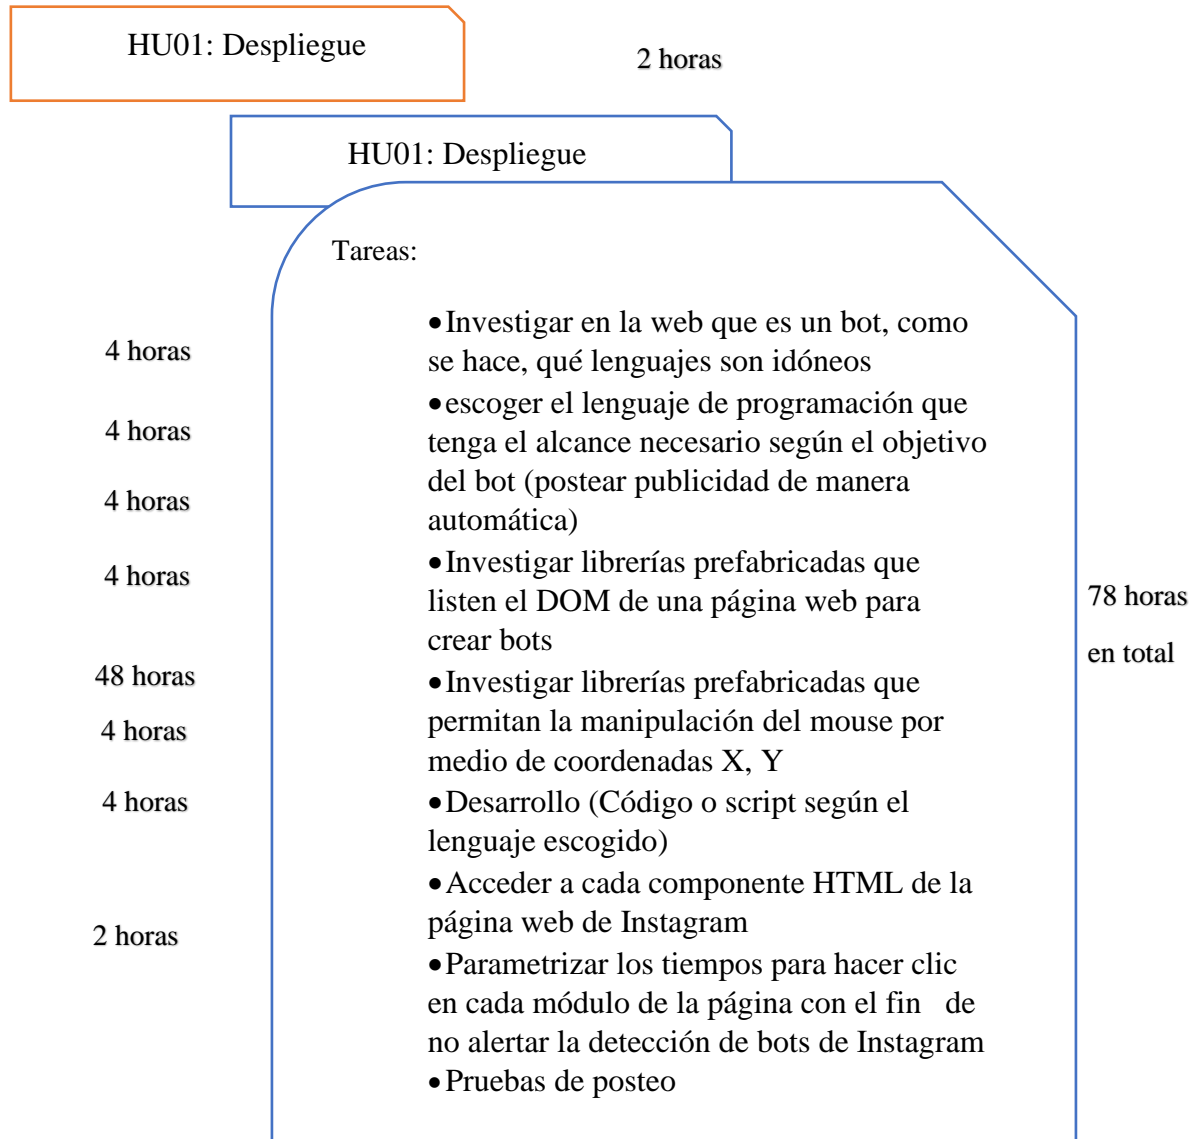 HU01: Despliegue
2 horas
HU01: Despliegue
Tareas:
•Investigar en la web que es un bot, como
se hace, qué lenguajes son idóneos
•escoger el lenguaje de programación que
tenga el alcance necesario según el objetivo
del bot (postear publicidad de manera
automática)
•Investigar librerías prefabricadas que
listen el DOM de una página web para
crear bots
•Investigar librerías prefabricadas que
permitan la manipulación del mouse por
medio de coordenadas X, Y
•Desarrollo (Código o script según el
lenguaje escogido)
•Acceder a cada componente HTML de la
página web de Instagram
•Parametrizar los tiempos para hacer clic
en cada módulo de la página con el fin   de
no alertar la detección de bots de Instagram
•Pruebas de posteo
4 horas
4 horas
4 horas
4 horas
48 horas
4 horas
4 horas
2 horas
78 horas
en total